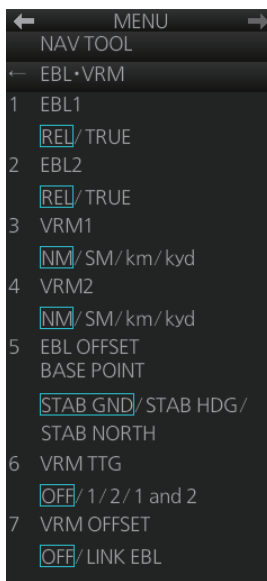 ← MENU →
NAV TOOL
← EBL•VRM
1 EBL1
REL/TRUE
2 EBL2
REL/TRUE
3 VRM1
NM/SM/km/kyd
4 VRM2
NM/SM/km/kyd
5 EBL OFFSET
BASE POINT
STAB GND/STAB HDG/
STAB NORTH
6 VRM TTG
OFF/1/2/1 and 2
7 VRM OFFSET
OFF/LINK EBL